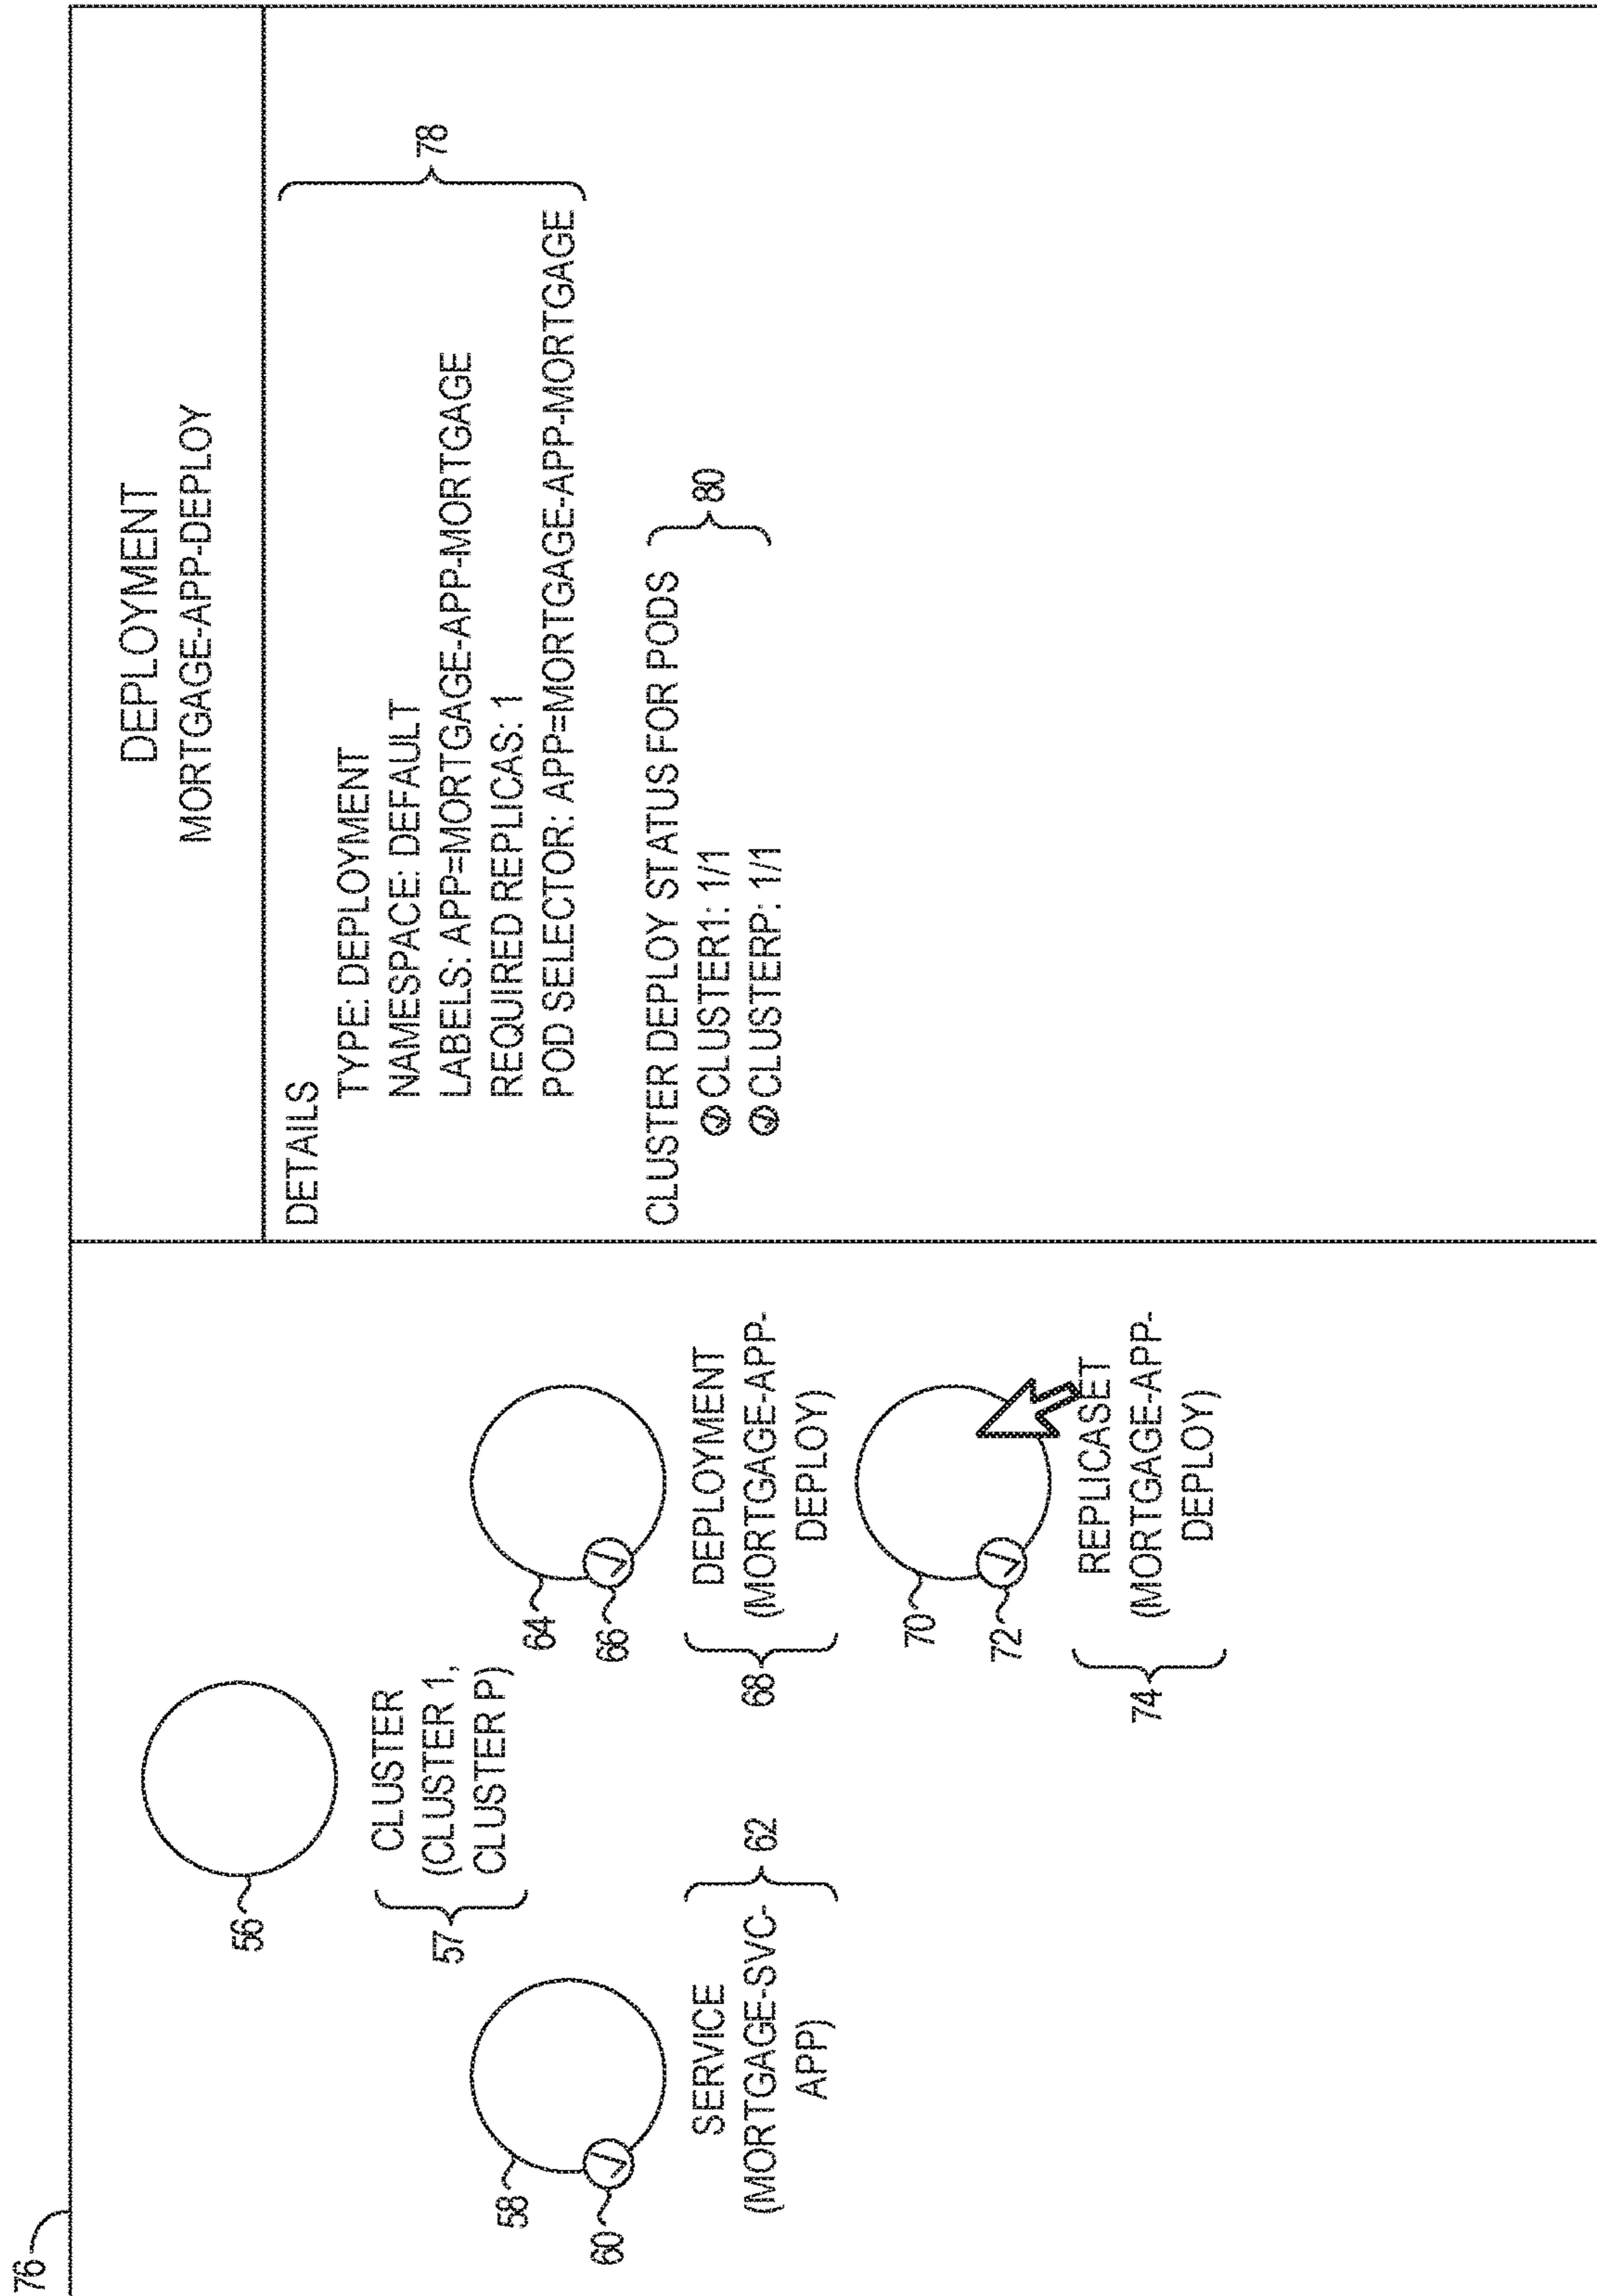 76
56
CLUSTER
(CLUSTER 1,
CLUSTER P)
57
58
60
SERVICE
(MORTGAGE-SVC-
APP)
62
64
66
DEPLOYMENT
(MORTGAGE-APP-
DEPLOY)
68
70
72
REPLICASET
(MORTGAGE-APP-
DEPLOY)
74
DEPLOYMENT
MORTGAGE-APP-DEPLOY
DETAILS
TYPE: DEPLOYMENT
NAMESPACE: DEFAULT
LABELS: APP=MORTGAGE-APP-MORTGAGE
REQUIRED REPLICAS: 1
POD SELECTOR: APP=MORTGAGE-APP-MORTGAGE
78
CLUSTER DEPLOY STATUS FOR PODS
CLUSTER1: 1/1
CLUSTERP: 1/1
80